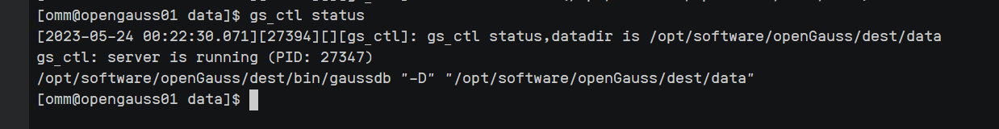 [omm@opengauss01 data]$ gs_ctl status
[2023-05-24 00:22:30.071][27394][][gs_ctl]: gs_ctl status,datadir is /opt/software/openGauss/dest/data
gs_ctl: server is running (PID: 27347)
/opt/software/openGauss/dest/bin/gaussdb "-D" "/opt/software/openGauss/dest/data"
[omm@opengauss01 data]$